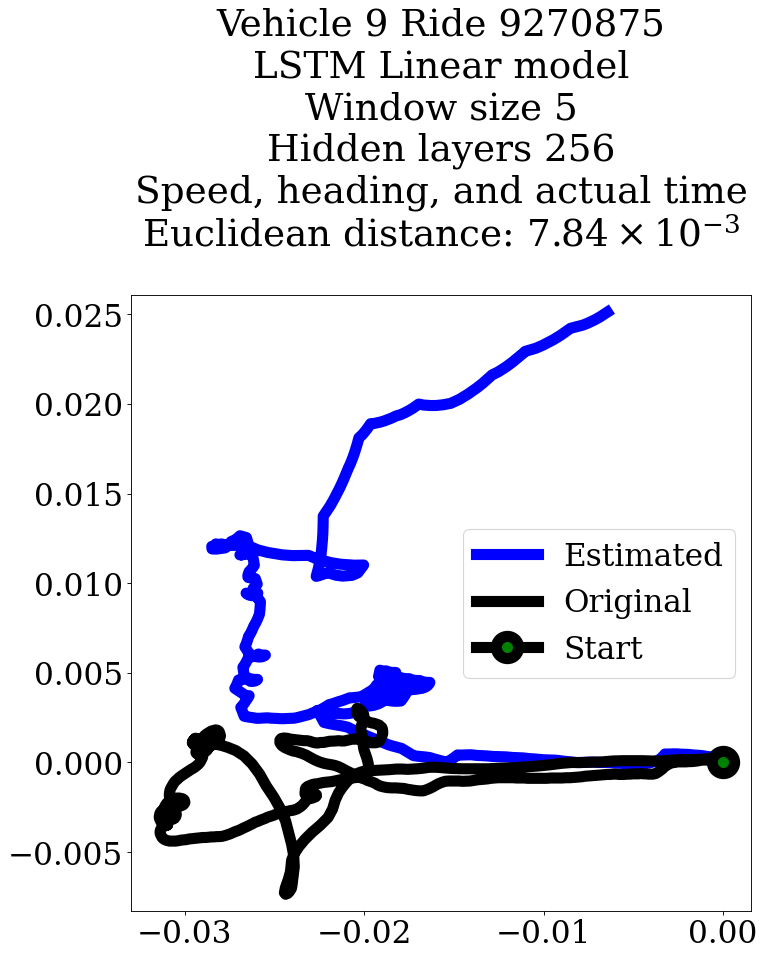 Vehicle 9 Ride 9270875
LSTM Linear model
Window size 5
Hidden layers 256
Speed, heading, and actual time
Euclidean distance: 7.84 × 10⁻³
0.025
0.020
0.015
0.010
0.005
0.000
−0.005
Estimated
Original
Start
−0.03
−0.02
−0.01
0.00